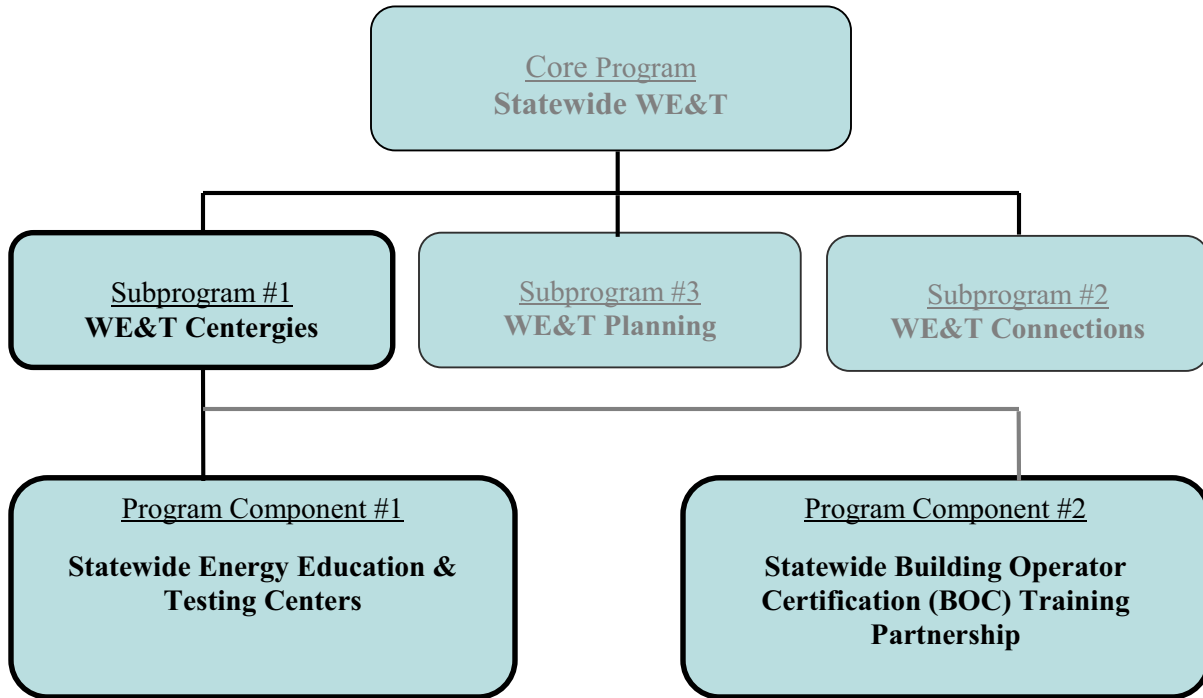 Core Program
Statewide WE&T
Subprogram #1
WE&T Centergies
Subprogram #3
WE&T Planning
Subprogram #2
WE&T Connections
Program Component #1
Statewide Energy Education &
Testing Centers
Program Component #2
Statewide Building Operator
Certification (BOC) Training
Partnership